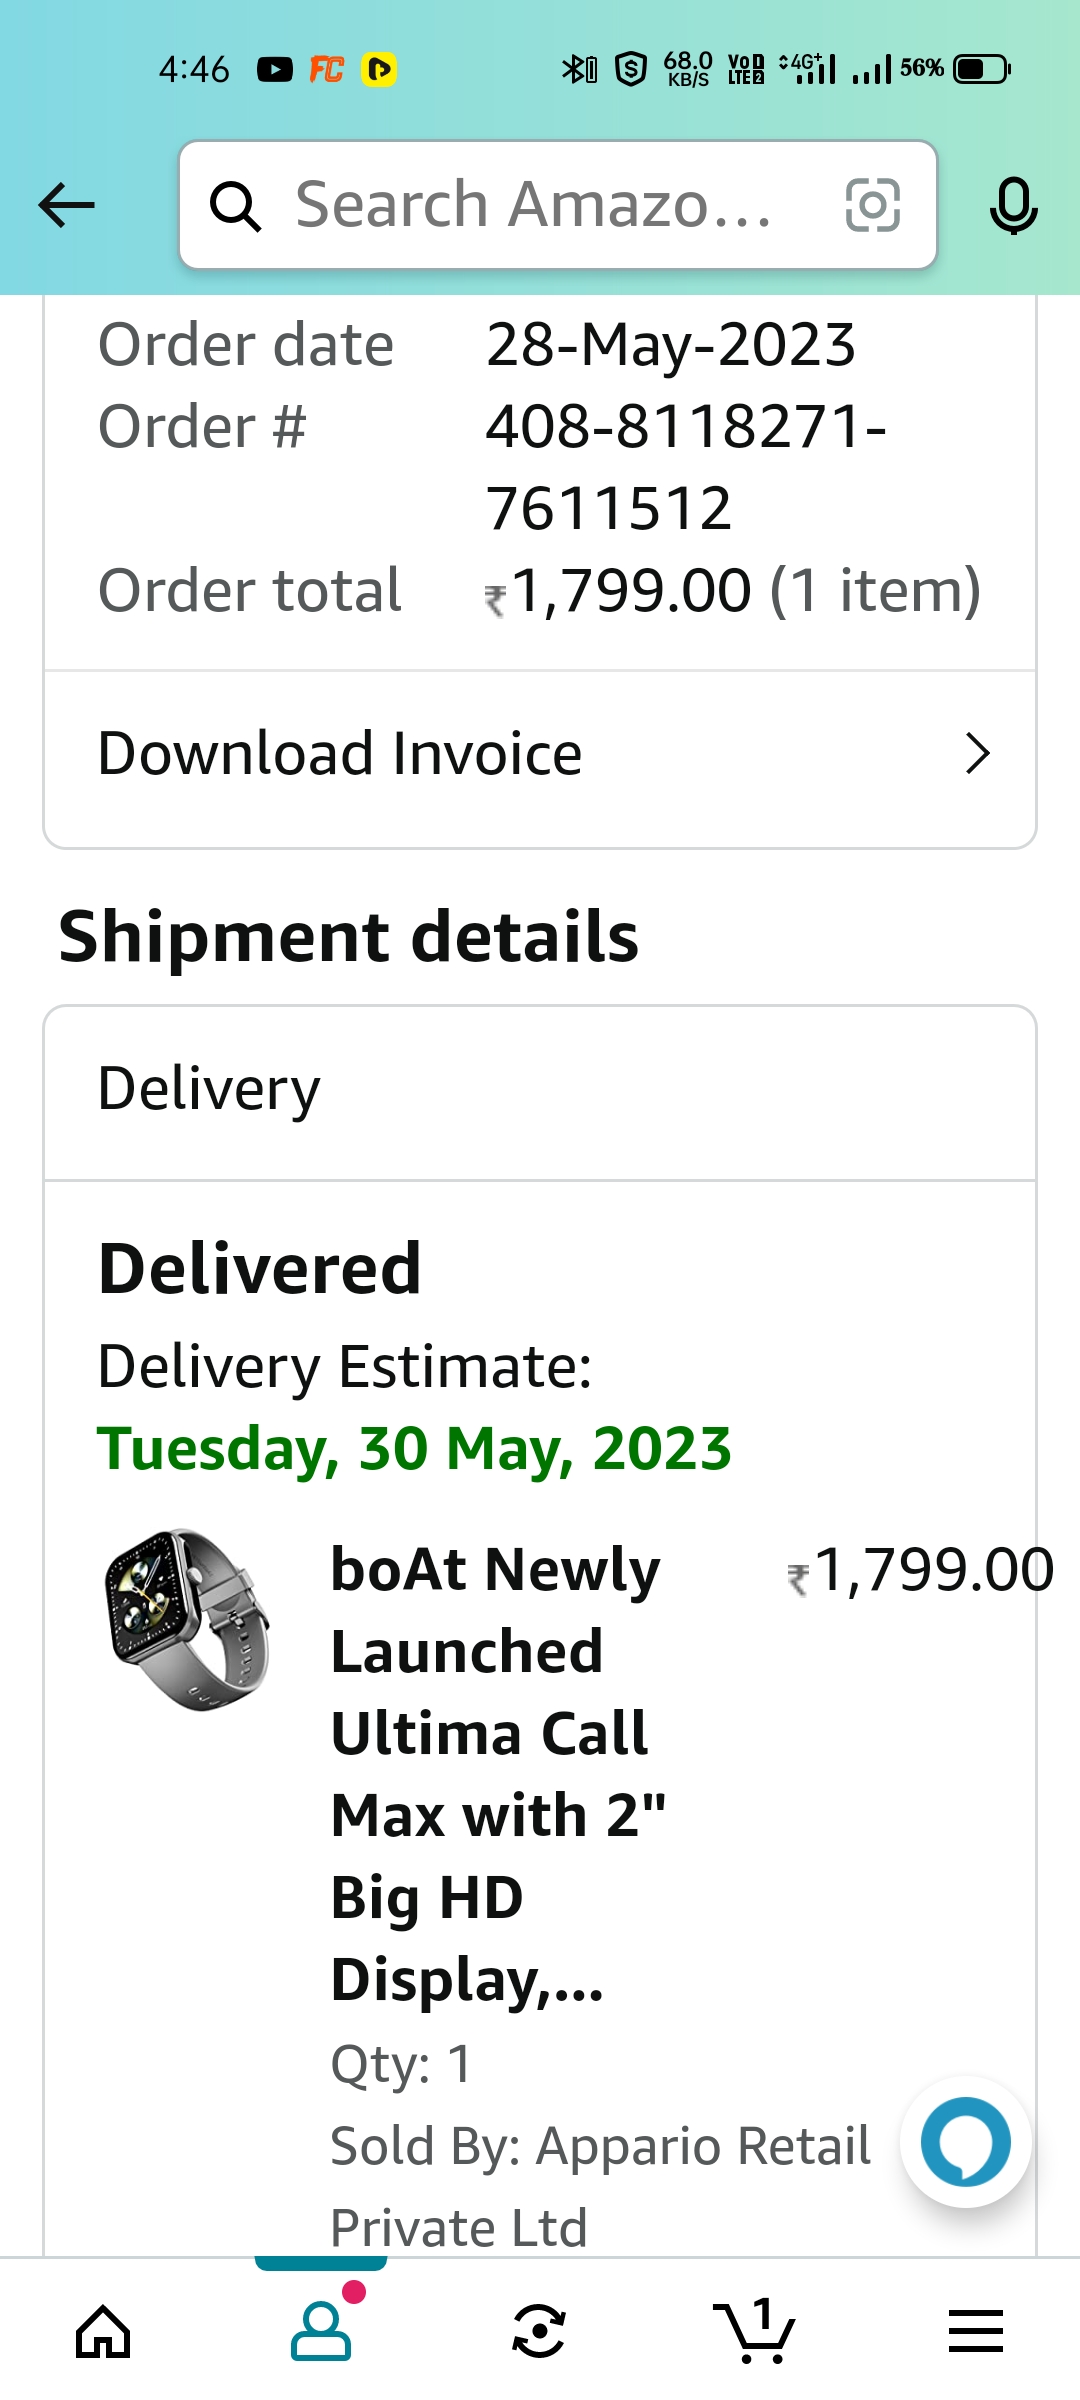 4:46 FC 68.0 KB/S VoD LTE2 4G+ 56%
Search Amazo...
Order date 28-May-2023
Order # 408-8118271-
7611512
Order total ₹1,799.00 (1 item)
Download Invoice
Shipment details
Delivery
Delivered
Delivery Estimate:
Tuesday, 30 May, 2023
boAt Newly ₹1,799.00
Launched
Ultima Call
Max with 2"
Big HD
Display,...
Qty: 1
Sold By: Appario Retail
Private Ltd
1